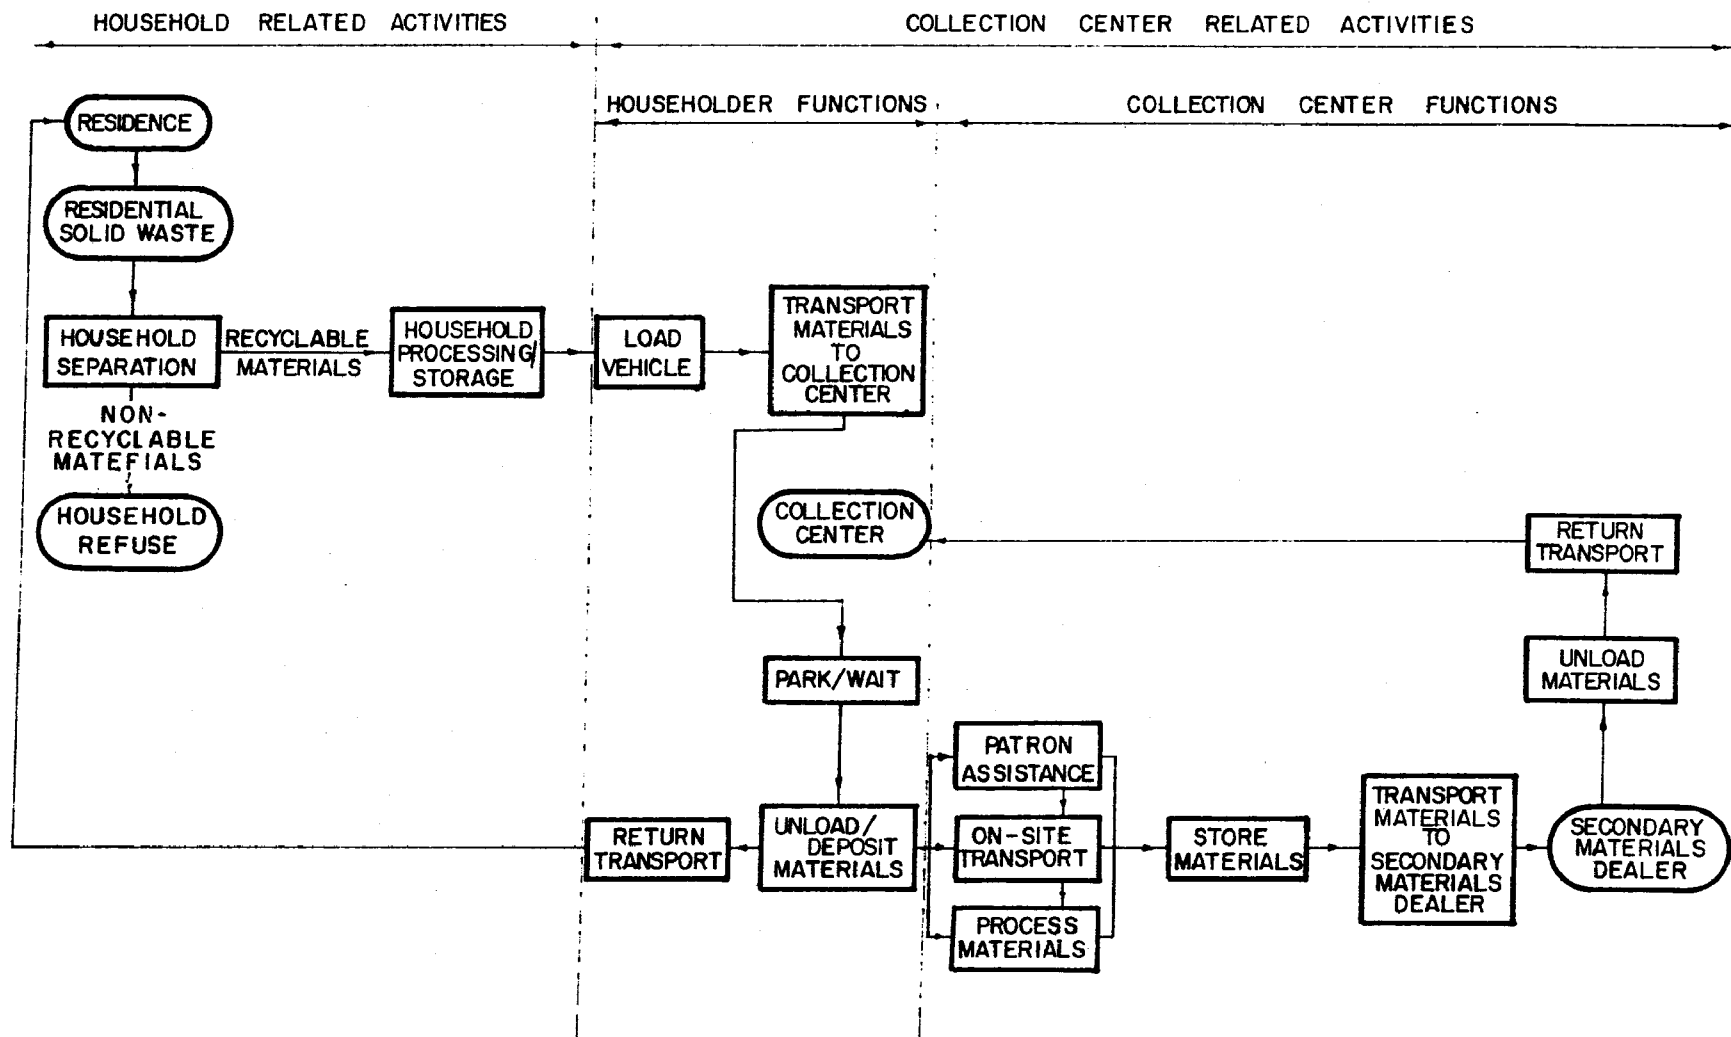 HOUSEHOLD RELATED ACTIVITIES
COLLECTION CENTER RELATED ACTIVITIES
HOUSEHOLDER FUNCTIONS
COLLECTION CENTER FUNCTIONS
RESIDENCE
RESIDENTIAL
SOLID WASTE
HOUSEHOLD
SEPARATION
RECYCLABLE
MATERIALS
HOUSEHOLD
PROCESSING/
STORAGE
LOAD
VEHICLE
TRANSPORT
MATERIALS
TO
COLLECTION
CENTER
NON-
RECYCLABLE
MATEFIALS
HOUSEHOLD
REFUSE
COLLECTION
CENTER
RETURN
TRANSPORT
PARK/WAIT
UNLOAD
MATERIALS
PATRON
ASSISTANCE
RETURN
TRANSPORT
UNLOAD/
DEPOSIT
MATERIALS
ON-SITE
TRANSPORT
STORE
MATERIALS
TRANSPORT
MATERIALS
TO
SECONDARY
MATERIALS
DEALER
SECONDARY
MATERIALS
DEALER
PROCESS
MATERIALS